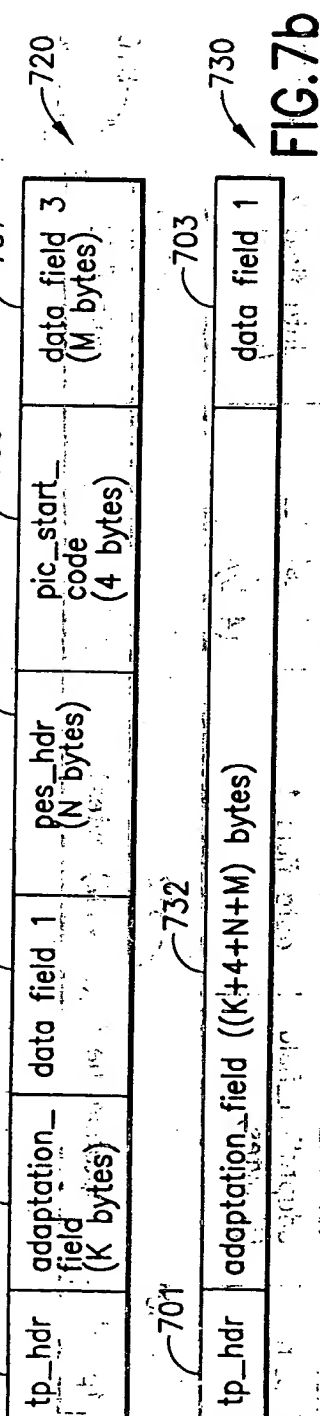 720
tp_hdr
adaptation_
field
(K bytes)
data field 1
pes_hdr
(N bytes)
pic_start_
code
(4 bytes)
data field 3
(M bytes)
701
732
703
730
tp_hdr
adaptation_field ((K+4+N+M) bytes)
data field 1
FIG.7b